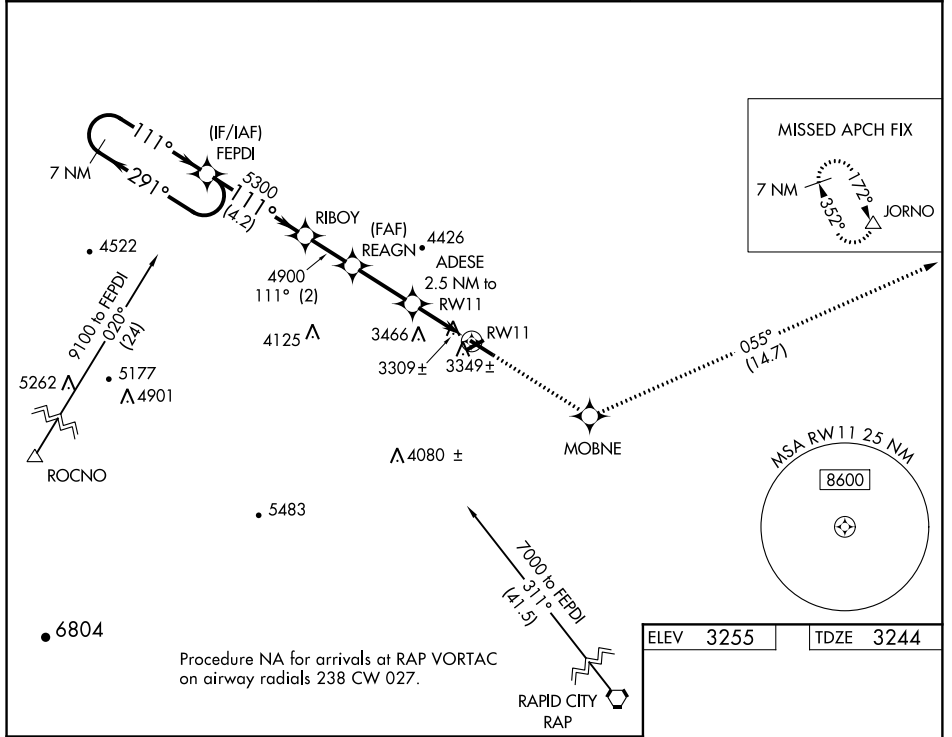 111°
(IF/IAF)
FEPDI
7 NM
291°
5300
111°
(4.2)
RIBOY
(FAF)
REAGN
4426
ADESE
2.5 NM to
RW11
4522
4900
111° (2)
9100 to FEPDI
020°
(24)
4125
3466
RW11
3309 ±
3349 ±
5262
5177
4901
ROCNO
4080 ±
MOBNE
055°
(14.7)
MISSED APCH FIX
7 NM
172°
352°
JORNO
MSA RW11 25 NM
8600
5483
7000 to FEPDI
311°
(41.5)
6804
Procedure NA for arrivals at RAP VORTAC
on airway radials 238 CW 027.
RAPID CITY
RAP
ELEV 3255
TDZE 3244